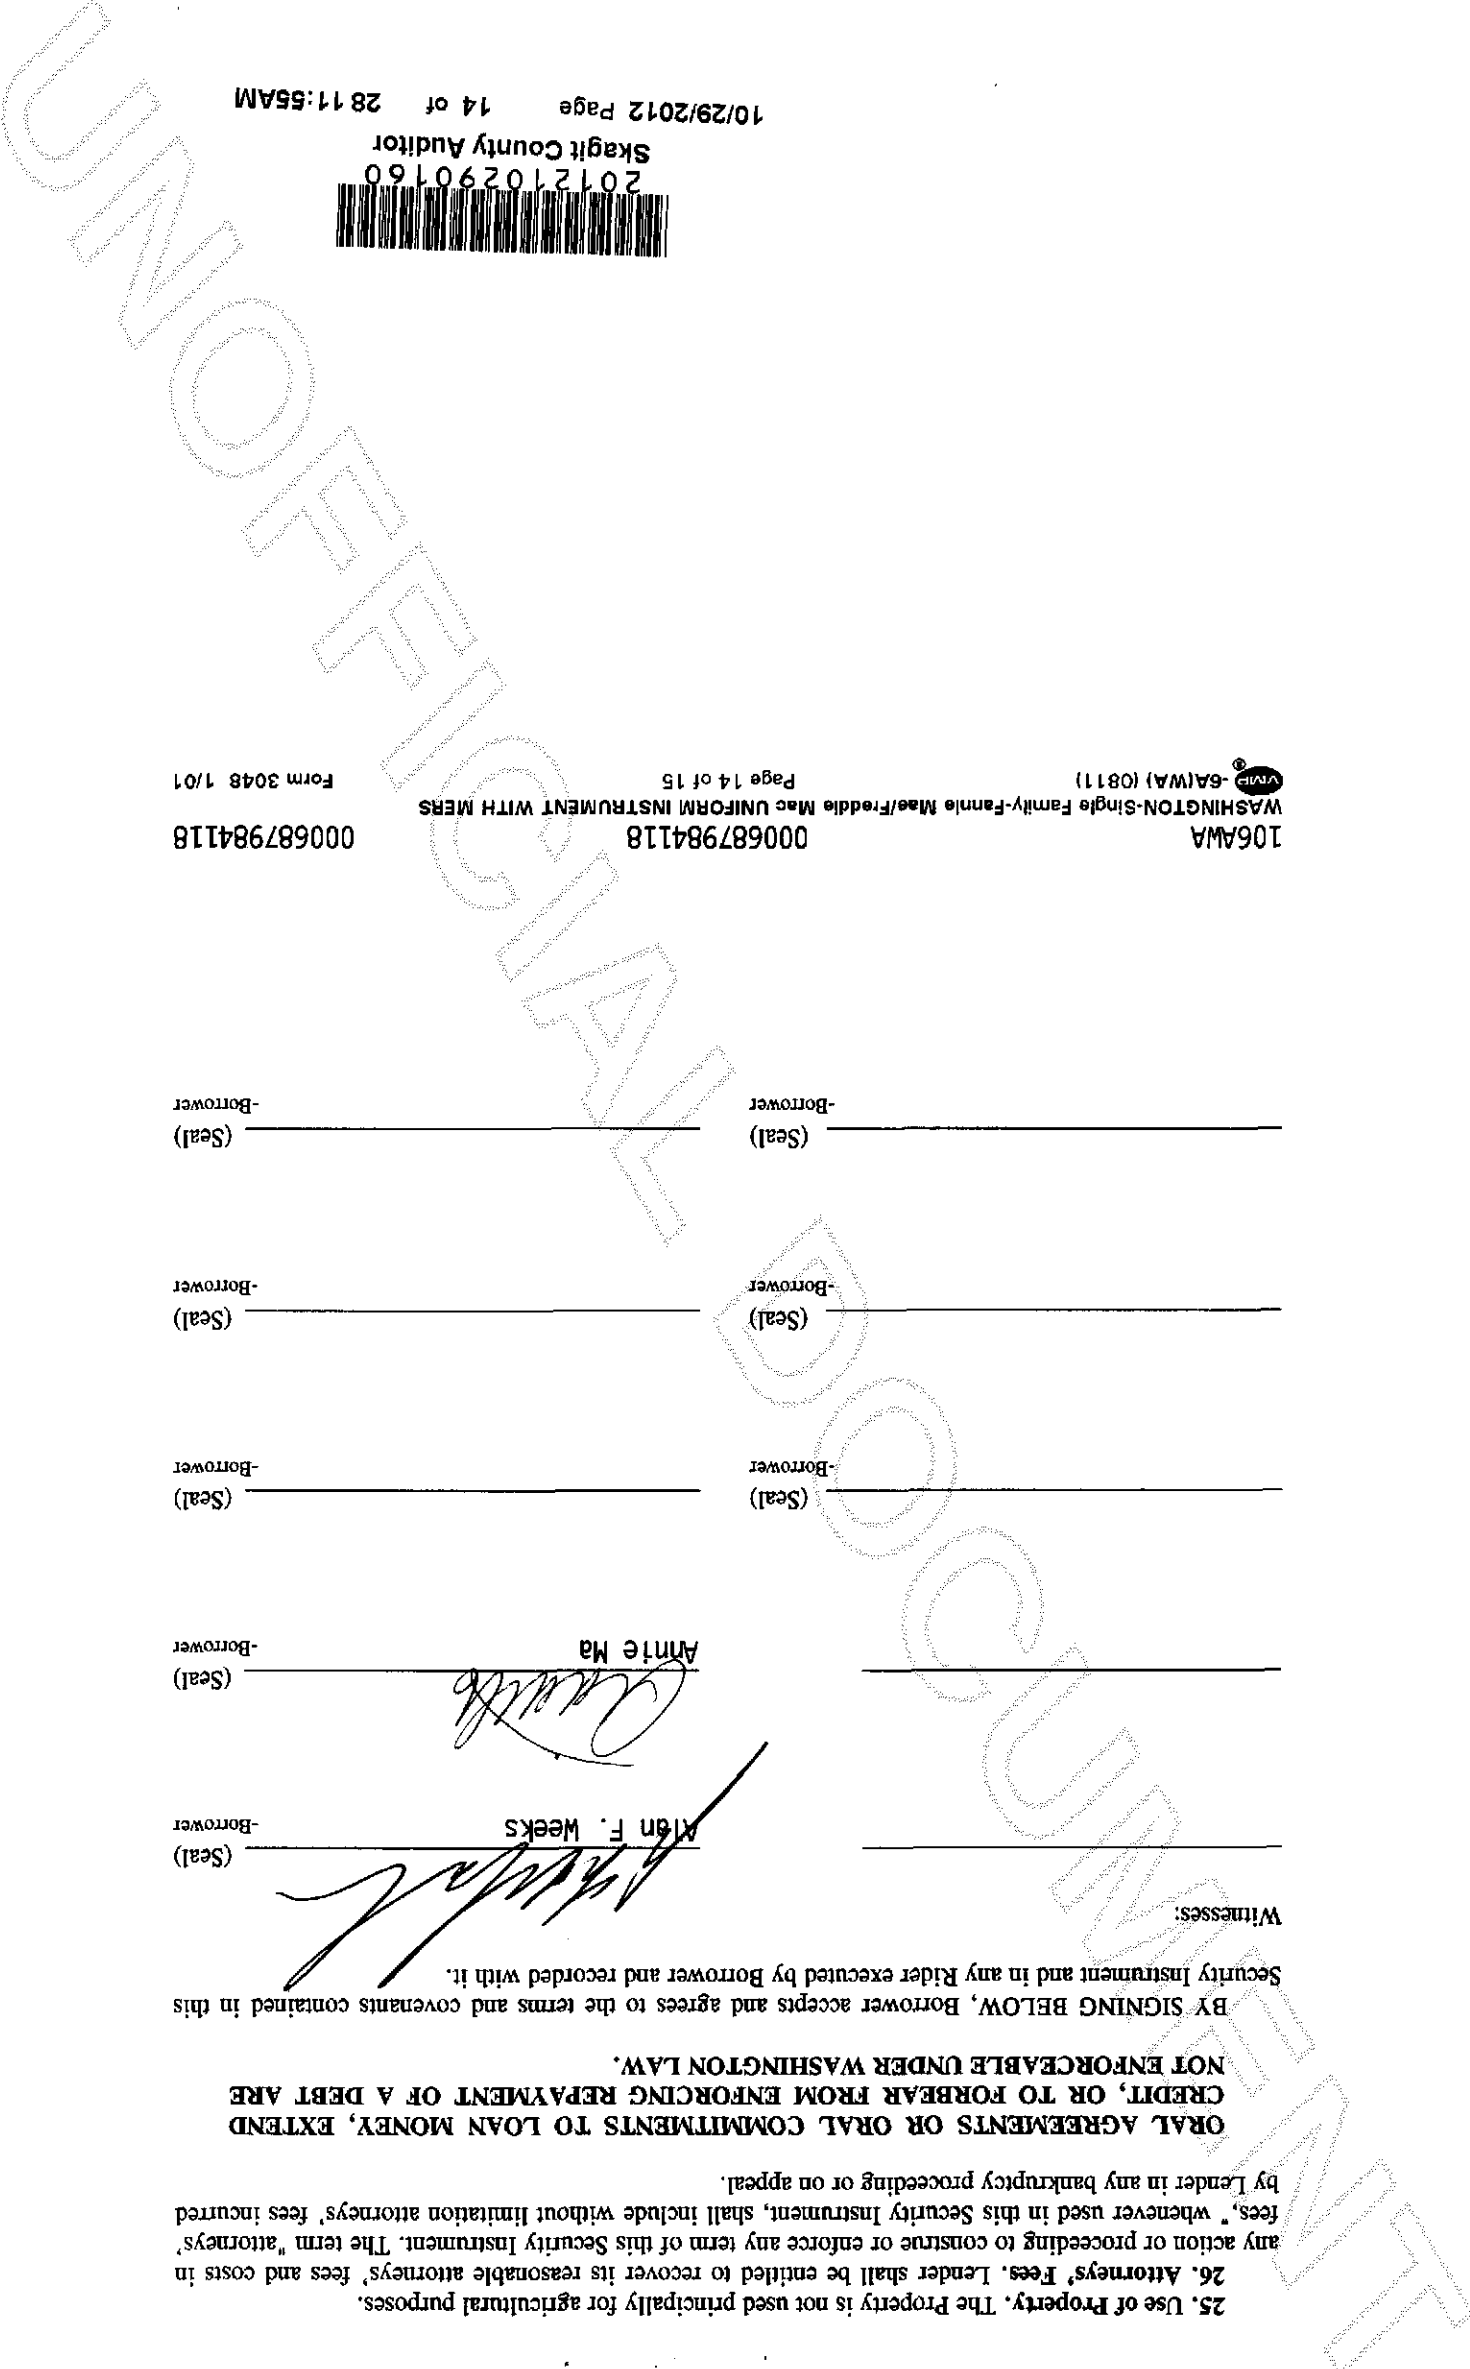 25. Use of Property. The Property is not used principally for agricultural purposes.
26. Attorneys' Fees. Lender shall be entitled to recover its reasonable attorneys' fees and costs in
any action or proceeding to construe or enforce any term of this Security Instrument. The term "attorneys'
fees," whenever used in this Security Instrument, shall include without limitation attorneys' fees incurred
by Lender in any bankruptcy proceeding or on appeal.
ORAL AGREEMENTS OR ORAL COMMITMENTS TO LOAN MONEY, EXTEND
CREDIT, OR TO FORBEAR FROM ENFORCING REPAYMENT OF A DEBT ARE
NOT ENFORCEABLE UNDER WASHINGTON LAW.
BY SIGNING BELOW, Borrower accepts and agrees to the terms and covenants contained in this
Security Instrument and in any Rider executed by Borrower and recorded with it.
Witnesses:
(Seal)
Alan F. Weeks -Borrower
(Seal)
Annie Ma -Borrower
(Seal) (Seal)
-Borrower -Borrower
(Seal) (Seal)
-Borrower -Borrower
(Seal) (Seal)
-Borrower -Borrower
106AWA 000687984118 000687984118
WASHINGTON-Single Family-Fannie Mae/Freddie Mac UNIFORM INSTRUMENT WITH MERS
VMP ® -6A(WA) (0811) Page 14 of 15 Form 3048 1/01
201210290160
Skagit County Auditor
10/29/2012 Page 14 of 28 11:55AM
UNOFFICIAL DOCUMENT